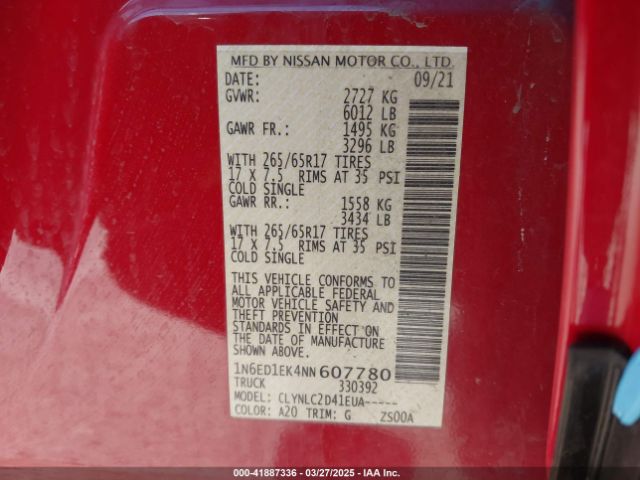 MFD BY NISSAN MOTOR CO., LTD.
DATE: 09/21
GVWR: 2727 KG
6012 LB
GAWR FR.: 1495 KG
3296 LB
WITH 265/65R17 TIRES
17 X 7.5 RIMS AT 35 PSI
COLD SINGLE
GAWR RR.: 1558 KG
3434 LB
WITH 265/65R17 TIRES
17 X 7.5 RIMS AT 35 PSI
COLD SINGLE
THIS VEHICLE CONFORMS TO
ALL APPLICABLE FEDERAL
MOTOR VEHICLE SAFETY AND
THEFT PREVENTION
STANDARDS IN EFFECT ON
THE DATE OF MANUFACTURE
SHOWN ABOVE.
1N6ED1EK4NN607780
TRUCK 330392
MODEL: CLYNLC2D41EUA-----
COLOR: A20 TRIM: G ZS00A
000-41887336 / 03/27/2025 - IAA Inc.